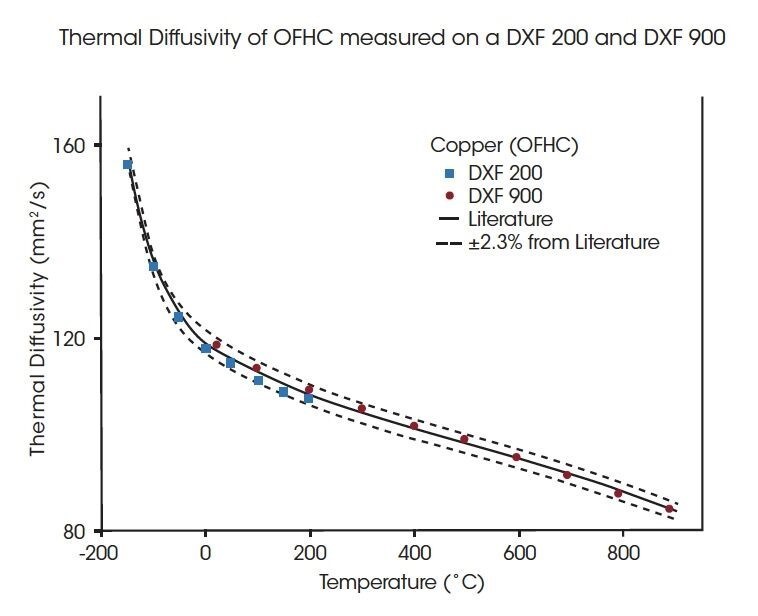 Thermal Diffusivity of OFHC measured on a DXF 200 and DXF 900
160
120
80
Thermal Diffusivity (mm²/s)
Copper (OFHC)
DXF 200
DXF 900
Literature
±2.3% from Literature
-200 0 200 400 600 800
Temperature (˚C)